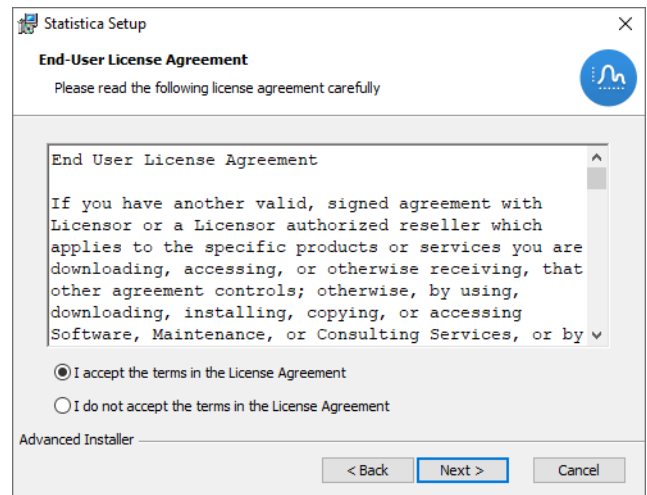 Statistica Setup
End-User License Agreement
Please read the following license agreement carefully
End User License Agreement
If you have another valid, signed agreement with
Licensor or a Licensor authorized reseller which
applies to the specific products or services you are
downloading, accessing, or otherwise receiving, that
other agreement controls; otherwise, by using,
downloading, installing, copying, or accessing
Software, Maintenance, or Consulting Services, or by
I accept the terms in the License Agreement
I do not accept the terms in the License Agreement
Advanced Installer
< Back Next > Cancel